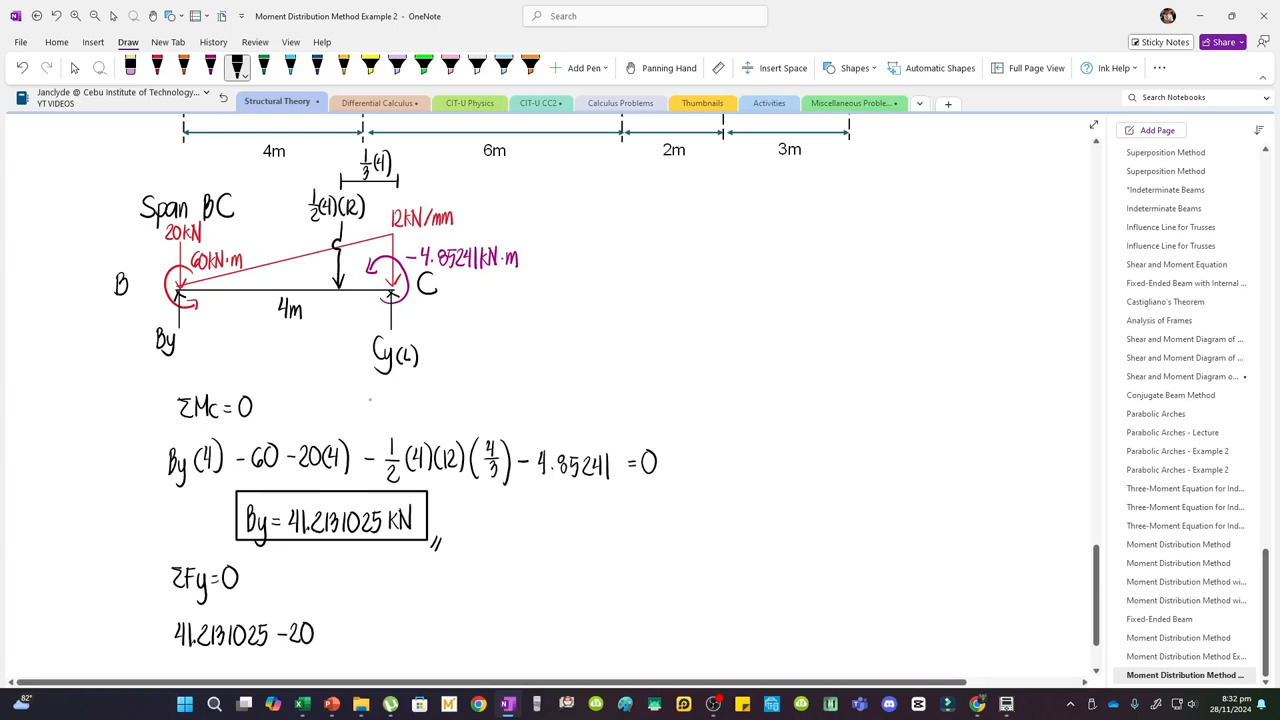 Moment Distribution Method Example 2 - OneNote
Search
File Home Insert Draw New Tab History Review View Help
Sticky Notes
Share
Add Pen
Panning Hand
Insert Space
Shapes
Automatic Shapes
Full Page View
Ink Help
Janclyde @ Cebu Institute of Technology...
YT VIDEOS
Structural Theory
Differential Calculus
CIT-U Physics
CIT-U CC2
Calculus Problems
Thumbnails
Activities
Miscellaneous Proble...
Search Notebooks
Add Page
4m
6m
2m
3m
1/3(4)
Span BC
1/2(4)(12)
20kN
12kN/mm
60kN·m
-4.85241kN·m
B
C
4m
By
Cy(L)
ΣMc=0
By(4) -60 -20(4) -1/2(4)(12)(4/3) -4.85241 =0
By=41.2131025 KN
ΣFy=0
41.2131025 -20
Superposition Method
Superposition Method
*Indeterminate Beams
Indeterminate Beams
Influence Line for Trusses
Influence Line for Trusses
Shear and Moment Equation
Fixed-Ended Beam with Internal ...
Castigliano's Theorem
Analysis of Frames
Shear and Moment Diagram of ...
Shear and Moment Diagram of ...
Shear and Moment Diagram o...
Conjugate Beam Method
Parabolic Arches
Parabolic Arches - Lecture
Parabolic Arches - Example 2
Parabolic Arches - Example 2
Three-Moment Equation for Ind...
Three-Moment Equation for Ind...
Three-Moment Equation for Ind...
Moment Distribution Method
Moment Distribution Method
Moment Distribution Method wi...
Moment Distribution Method wi...
Fixed-Ended Beam
Moment Distribution Method
Moment Distribution Method Ex...
Moment Distribution Method ...
82°
8:32 pm
28/11/2024